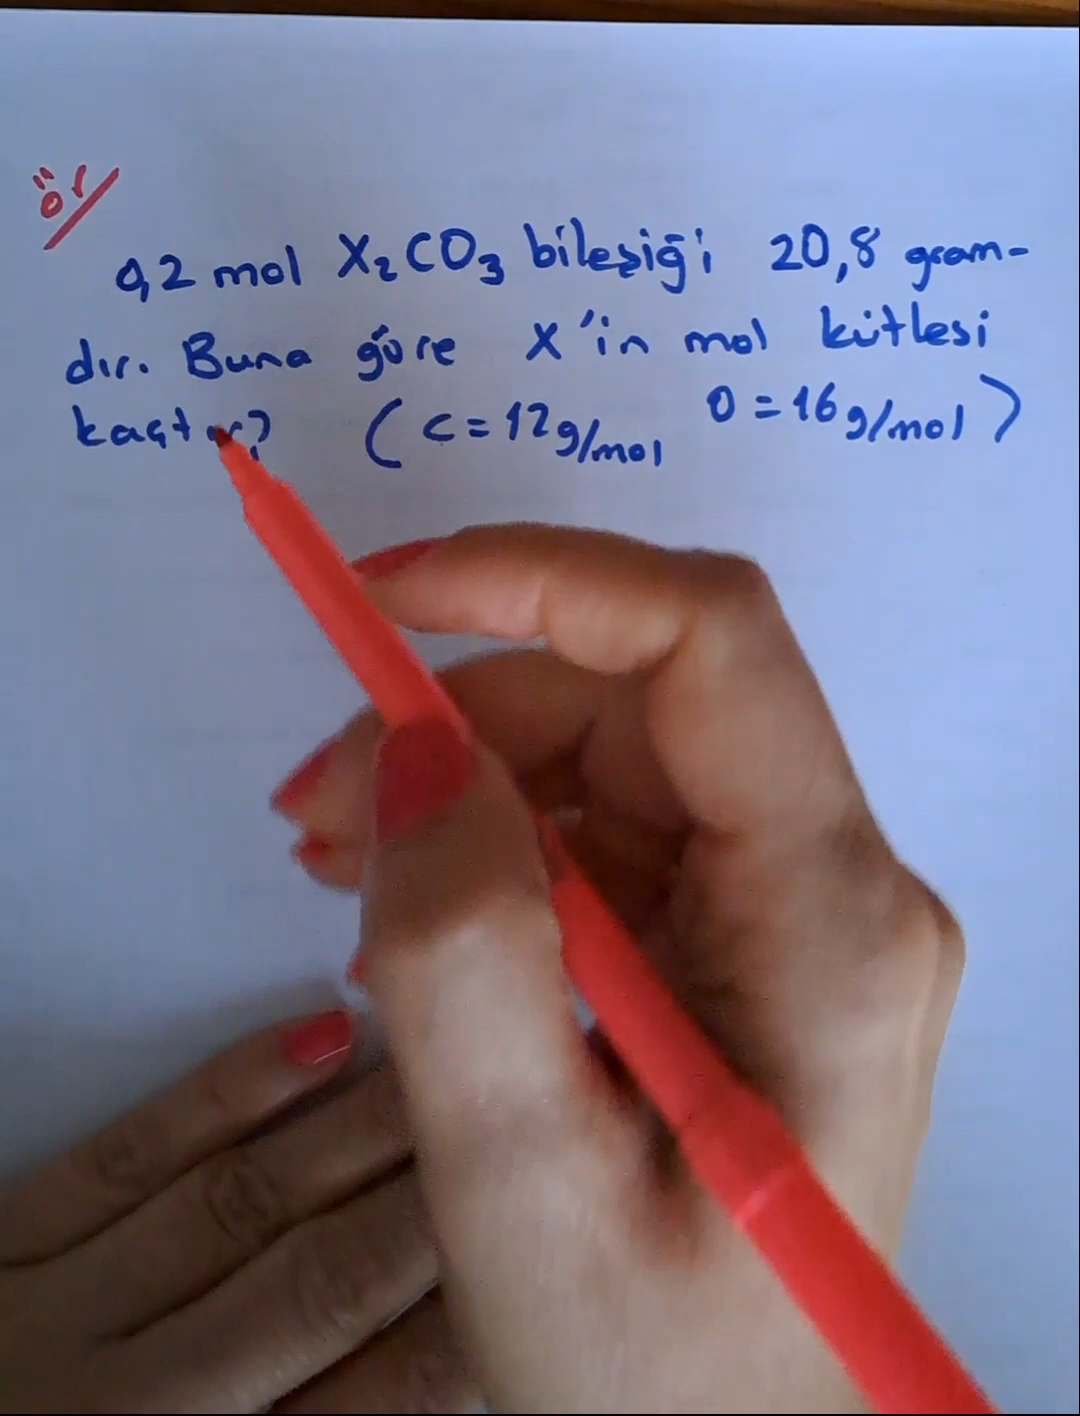 ör/
0,2 mol X₂CO₃ bileşiği 20,8 gram-
dır. Buna göre X'in mol kütlesi
kaçtır? (C=12g/mol O=16g/mol)